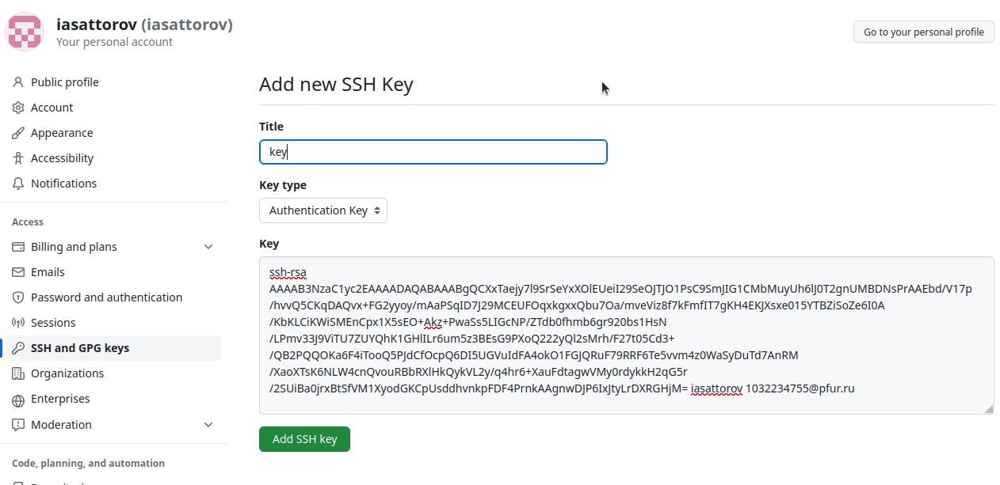 iasattorov (iasattorov)
Your personal account
Go to your personal profile
Public profile
Account
Appearance
Accessibility
Notifications
Access
Billing and plans
Emails
Password and authentication
Sessions
SSH and GPG keys
Organizations
Enterprises
Moderation
Code, planning, and automation
Add new SSH Key
Title
key
Key type
Authentication Key
Key
ssh-rsa
AAAAB3NzaC1yc2EAAAADAQABAAABgQCXxTaejy7l9SrSeYxXOlEUeiI29SeOJTJO1PsC9SmJIG1CMbMuyUh6lJ0T2gnUMBDNsPrAAEbd/V17p
/hvvQ5CKqDAQvx+FG2yyoy/mAaPSqID7J29MCEUFOqxkgxxQbu7Oa/mveViz8f7kFmfIT7gKH4EKJXsxe015YTBZiSoZe6I0A
/KbKLCiKWiSMEnCpx1X5sEO+Akz+PwaSs5LIGcNP/ZTdb0fhmb6gr920bs1HsN
/LPmv33J9ViTU7ZUYQhK1GHlILr6um5z3BEsG9PXoQ222yQl2sMrh/F27t05Cd3+
/QB2PQQOKa6F4iTooQ5PJdCfOcpQ6DI5UGVuIdFA4okO1FGJQRuF79RRF6Te5vvm4z0WaSyDuTd7AnRM
/XaoXTsK6NLW4cnQvouRBbRXlHkQykVL2y/q4hr6+XauFdtagwVMy0rdykkH2qG5r
/2SUiBa0jrxBtSfVM1XyodGKCpUsddhvnkpFDF4PrnkAAgnwDJP6IxJtyLrDXRGHjM= iasattorov 1032234755@pfur.ru
Add SSH key